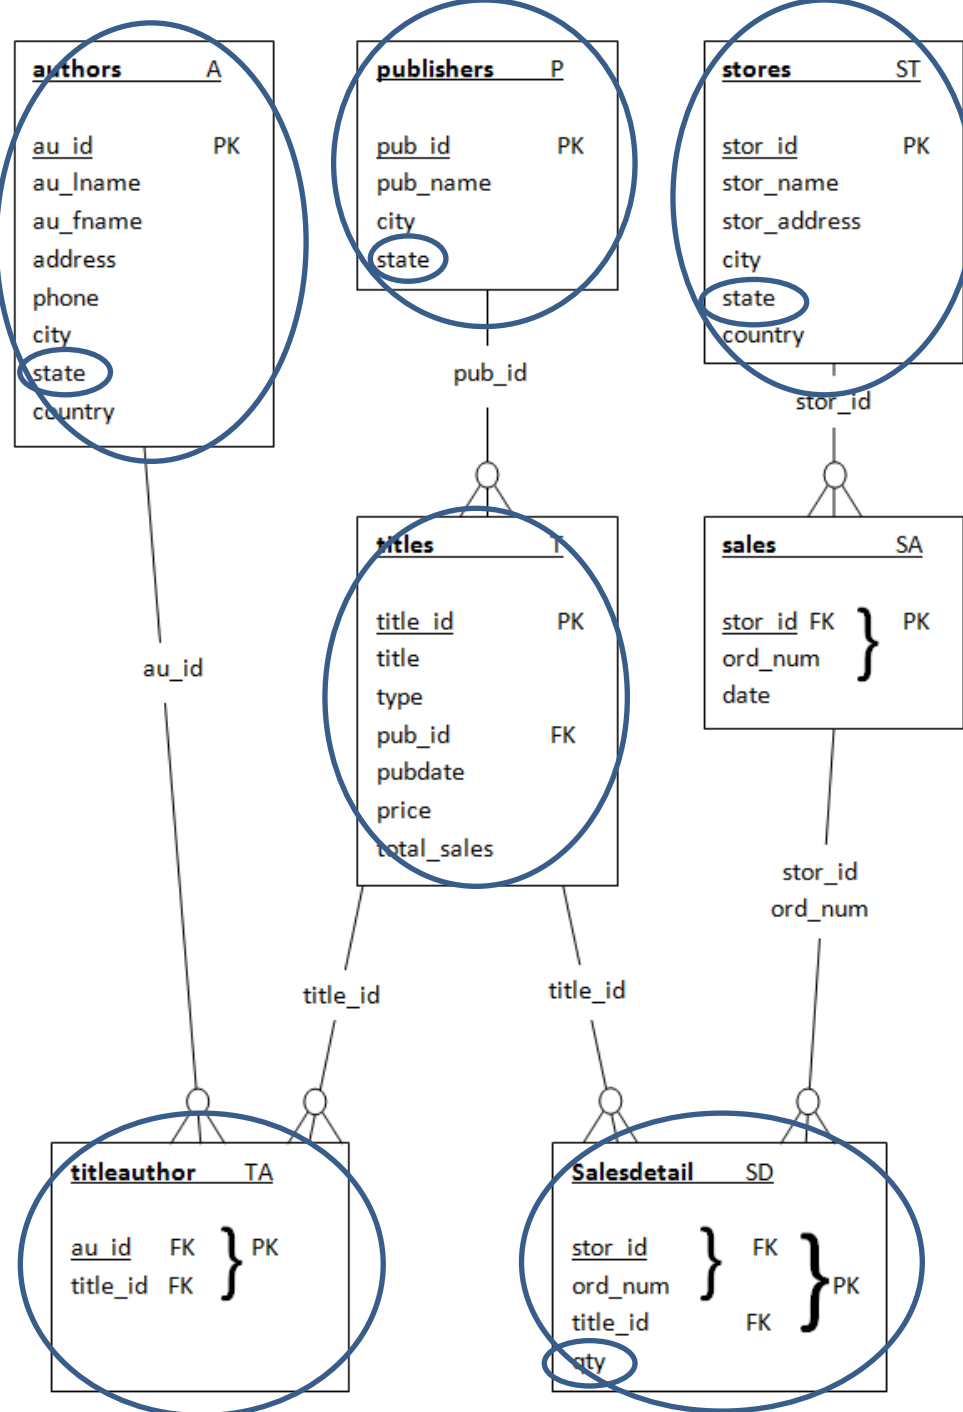 authors A
au_id PK
au_lname
au_fname
address
phone
city
state
country
publishers P
pub_id PK
pub_name
city
state
stores ST
stor_id PK
stor_name
stor_address
city
state
country
pub_id
stor_id
titles T
title_id PK
title
type
pub_id FK
pubdate
price
total_sales
sales SA
stor_id FK } PK
ord_num
date
au_id
stor_id
ord_num
title_id
title_id
titleauthor TA
au_id FK } PK
title_id FK
Salesdetail SD
stor_id } FK
ord_num } PK
title_id FK
qty